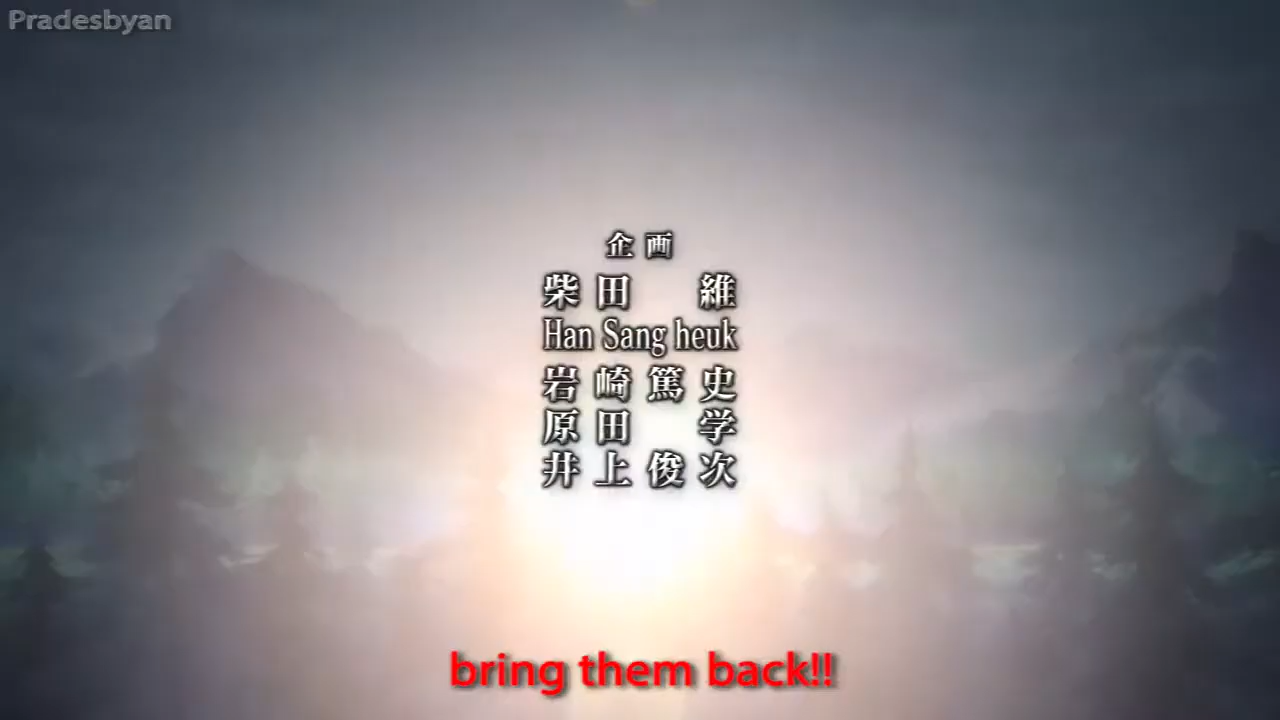 Pradesbyan
企画
柴田 維
Han Sang heuk
岩崎篤史
原田 学
井上俊次
bring them back!!